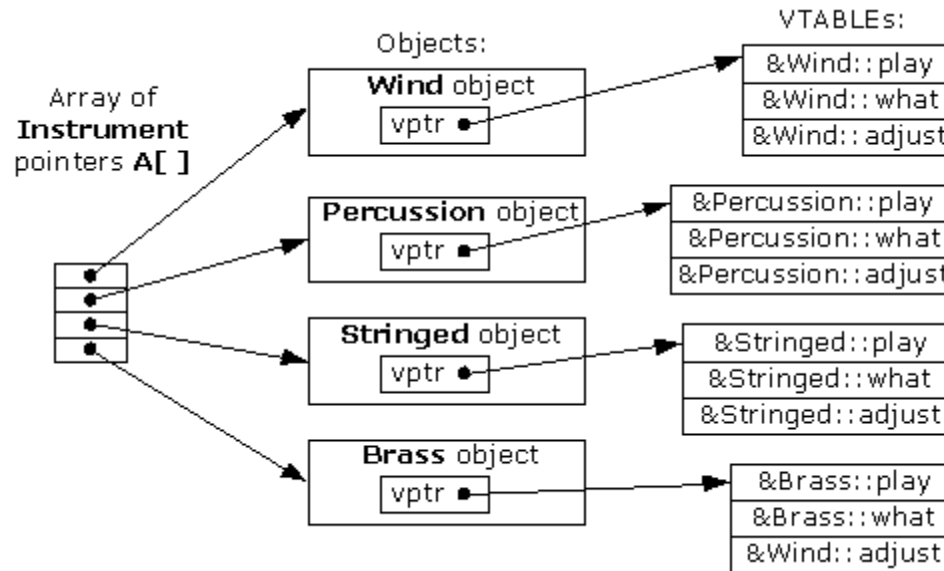 Array of
Instrument
pointers A[ ]
Objects:
Wind object
vptr
Percussion object
vptr
Stringed object
vptr
Brass object
vptr
VTABLEs:
&Wind::play
&Wind::what
&Wind::adjust
&Percussion::play
&Percussion::what
&Percussion::adjust
&Stringed::play
&Stringed::what
&Stringed::adjust
&Brass::play
&Brass::what
&Wind::adjust